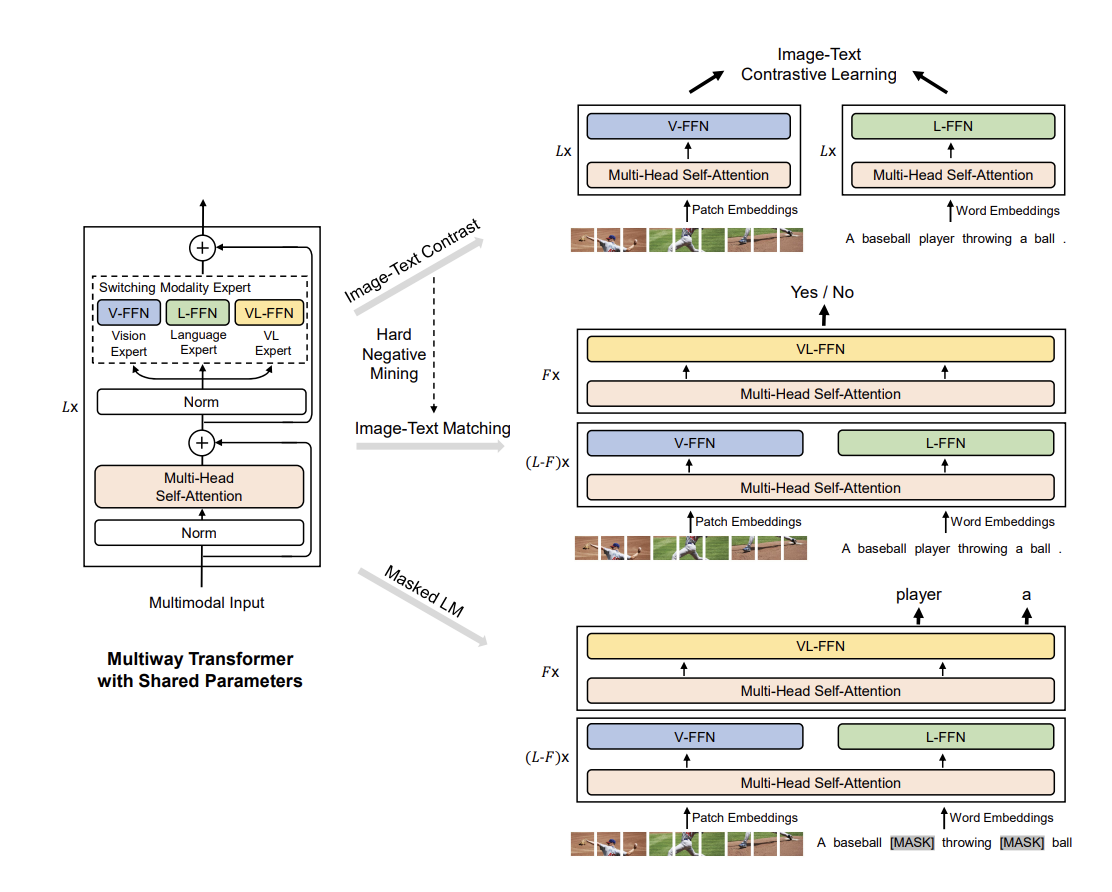 Image-Text
Contrastive Learning
V-FFN
L-FFN
Lx
Multi-Head Self-Attention
Lx
Multi-Head Self-Attention
Patch Embeddings
Word Embeddings
A baseball player throwing a ball .
Switching Modality Expert
V-FFN
L-FFN
VL-FFN
Vision
Expert
Language
Expert
VL
Expert
Norm
Lx
Multi-Head
Self-Attention
Norm
Multimodal Input
Multiway Transformer
with Shared Parameters
Image-Text Contrast
Hard
Negative
Mining
Image-Text Matching
Masked LM
Yes / No
VL-FFN
Fx
Multi-Head Self-Attention
V-FFN
L-FFN
(L-F)x
Multi-Head Self-Attention
Patch Embeddings
Word Embeddings
A baseball player throwing a ball .
player
a
VL-FFN
Fx
Multi-Head Self-Attention
V-FFN
L-FFN
(L-F)x
Multi-Head Self-Attention
Patch Embeddings
Word Embeddings
A baseball [MASK] throwing [MASK] ball